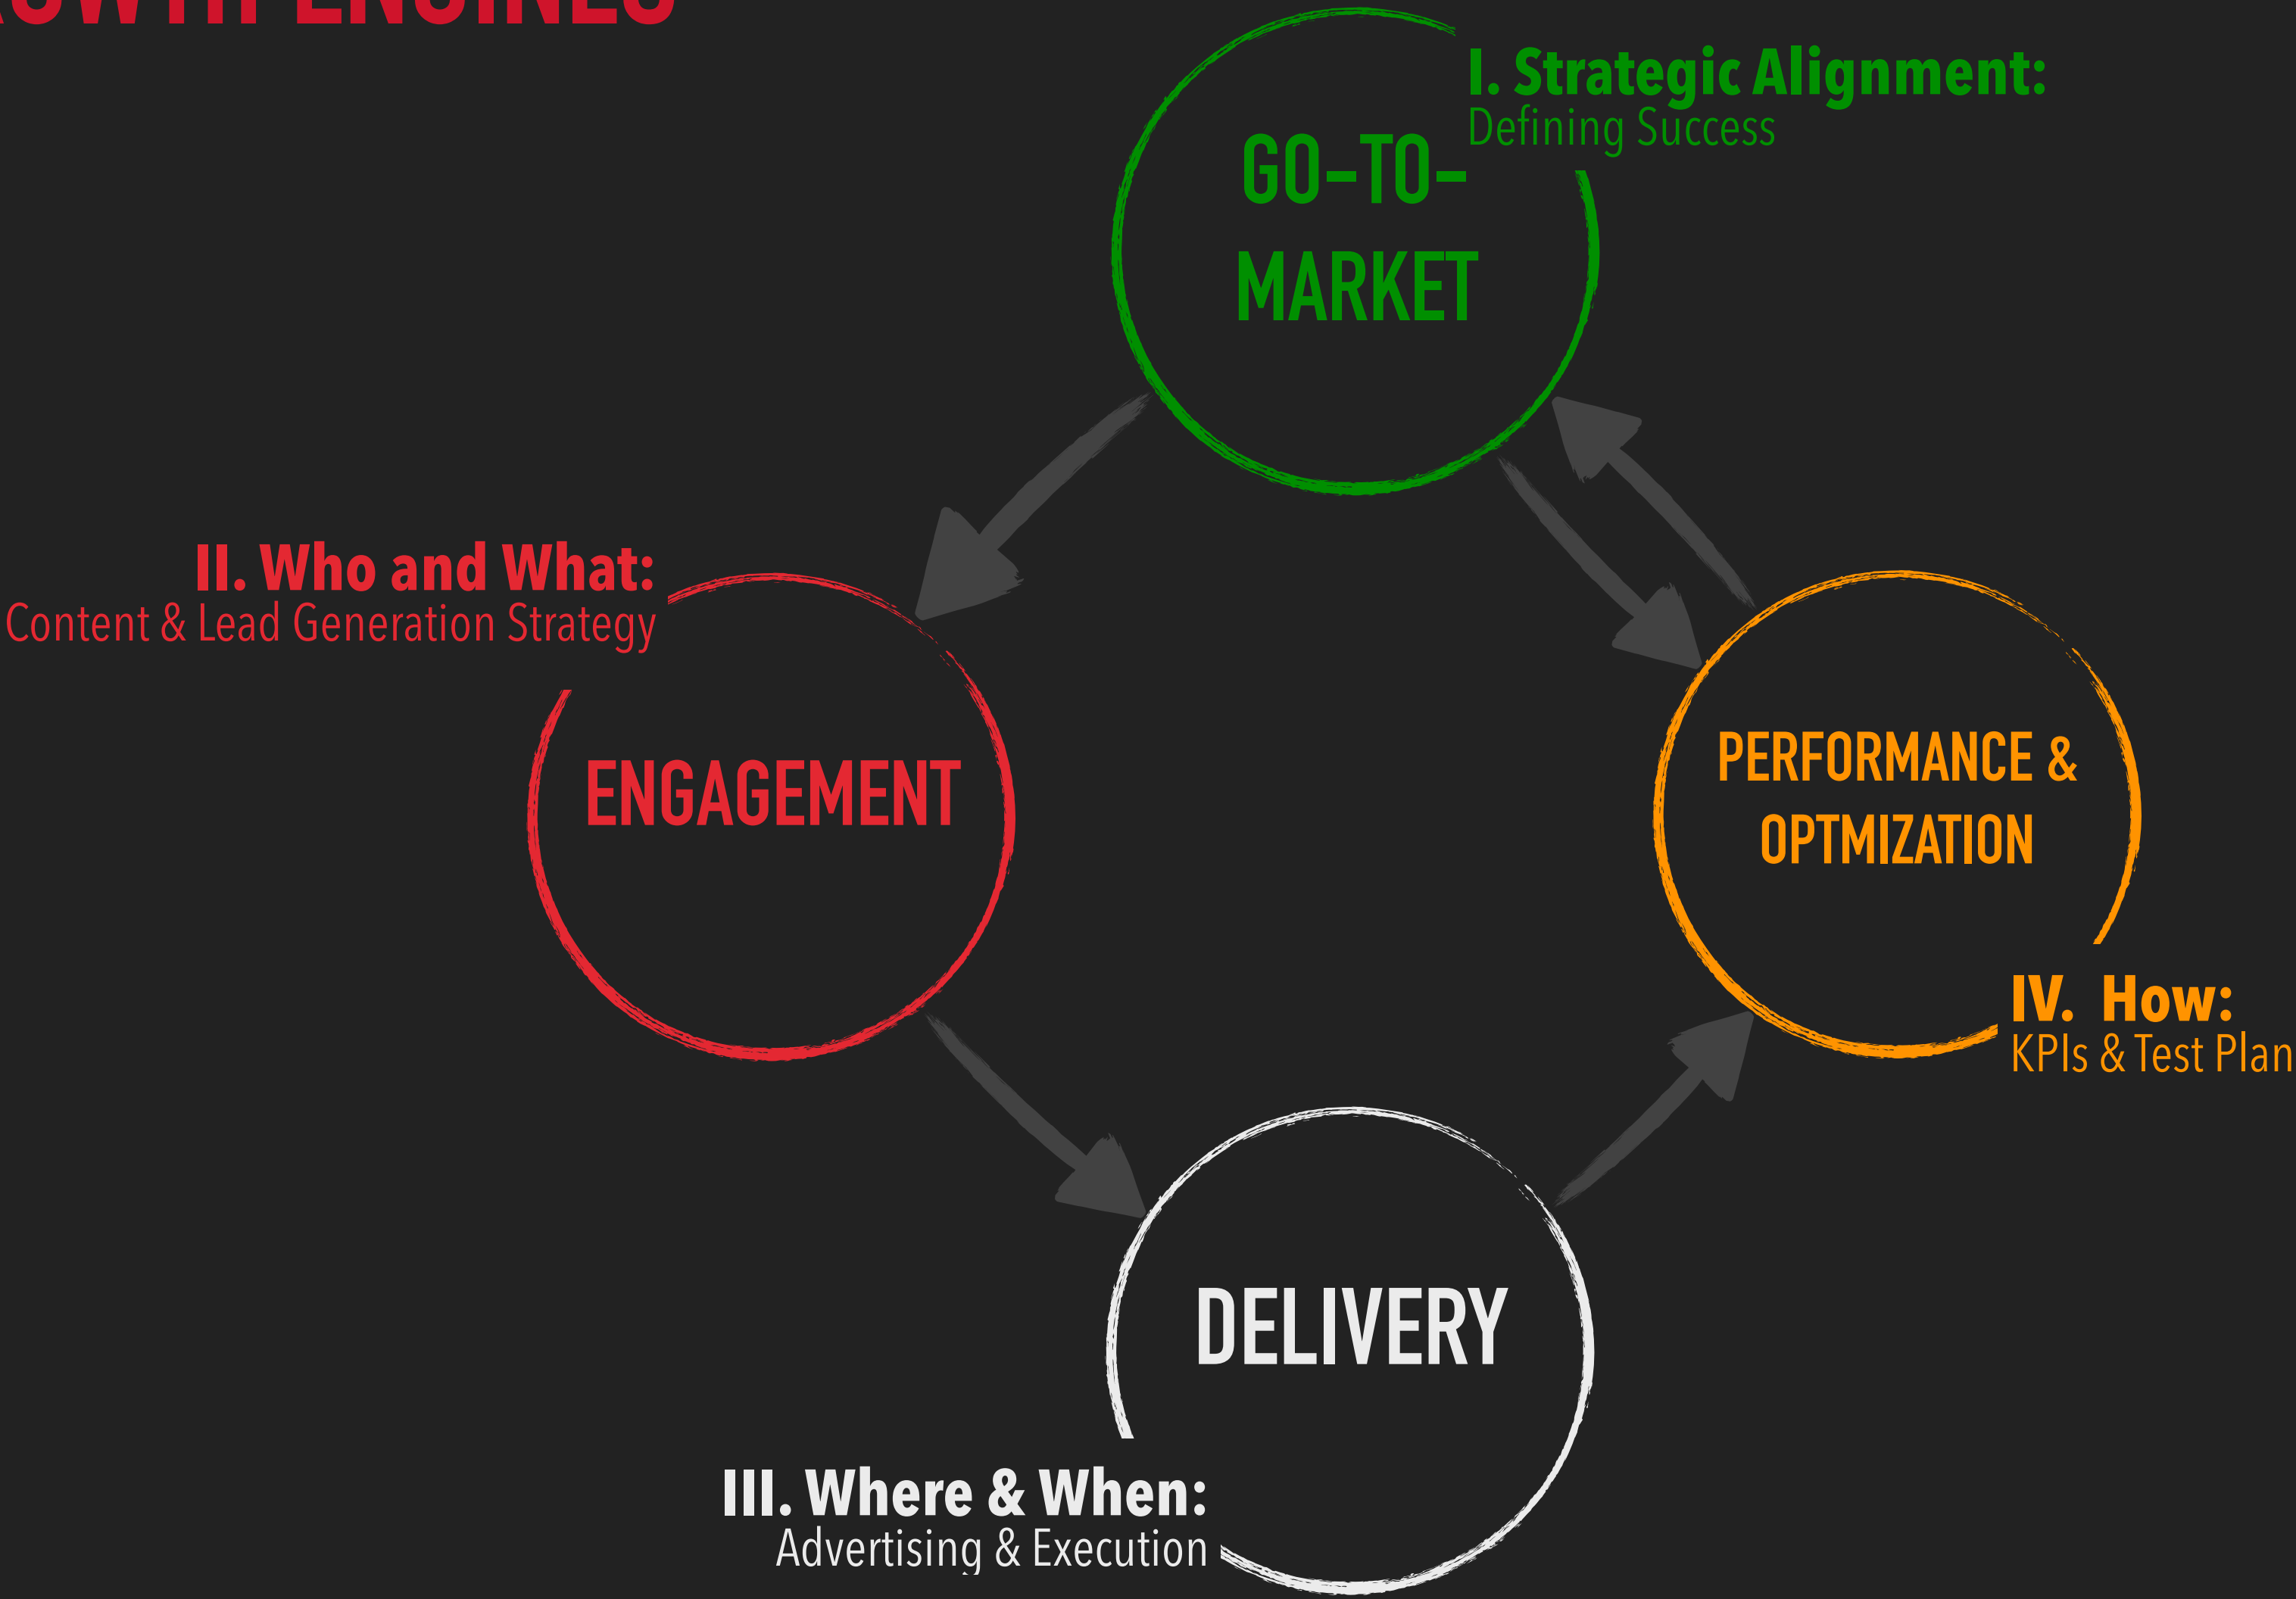 ENGINES
I. Strategic Alignment:
Defining Success
GO-TO-
MARKET
II. Who and What:
Content & Lead Generation Strategy
ENGAGEMENT
PERFORMANCE &
OPTMIZATION
IV. How:
KPIs & Test Plan
DELIVERY
III. Where & When:
Advertising & Execution